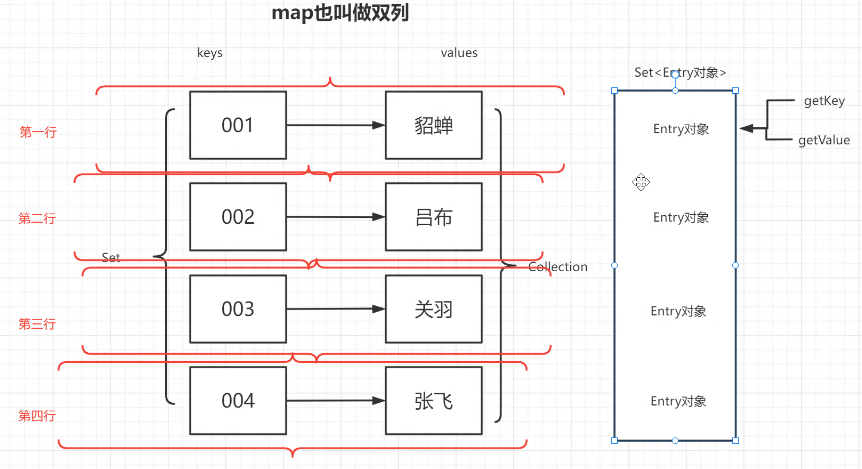 map也叫做双列
keys values
Set<Entry对象>
getKey
第一行 001 貂蝉 Entry对象
getValue
第二行 002 吕布 Entry对象
Set Collection
第三行 003 关羽 Entry对象
第四行 004 张飞 Entry对象